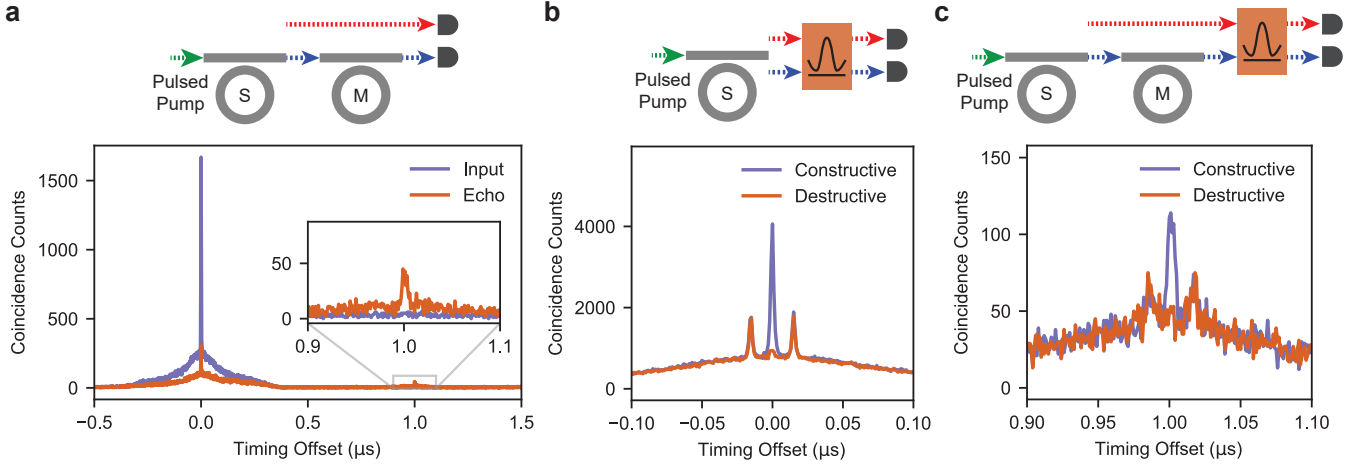 a
Pulsed
Pump
S
M
Input
Echo
Coincidence Counts
1500
1000
500
0
50
0
0.9
1.0
1.1
−0.5
0.0
0.5
1.0
1.5
Timing Offset (μs)
b
Pulsed
Pump
S
Constructive
Destructive
Coincidence Counts
4000
2000
0
−0.10
−0.05
0.00
0.05
0.10
Timing Offset (μs)
c
Pulsed
Pump
S
M
Constructive
Destructive
Coincidence Counts
150
100
50
0
0.90
0.95
1.00
1.05
1.10
Timing Offset (μs)